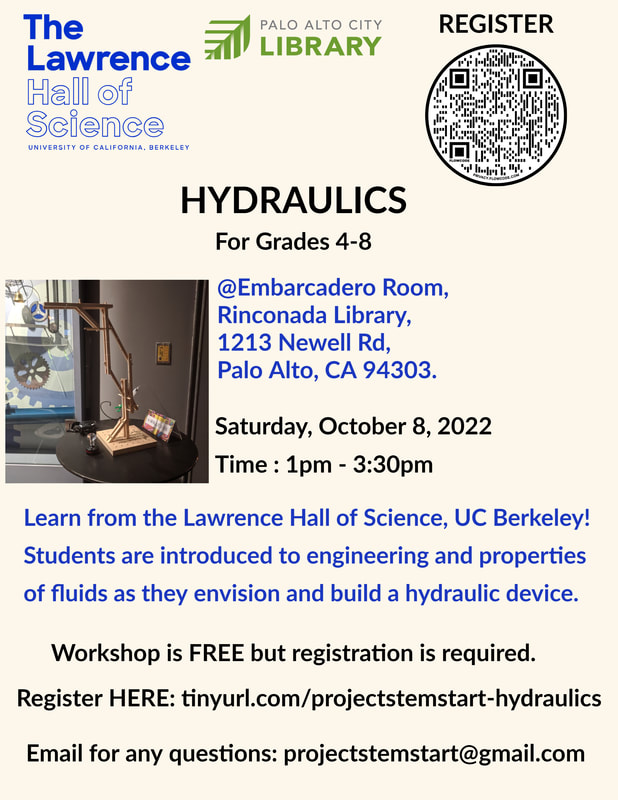 The
Lawrence
Hall of
Science
UNIVERSITY OF CALIFORNIA, BERKELEY
PALO ALTO CITY
LIBRARY
REGISTER
FLOWCODE
PRIVACY.FLOWCODE.COM
HYDRAULICS
For Grades 4-8
@Embarcadero Room,
Rinconada Library,
1213 Newell Rd,
Palo Alto, CA 94303.
Saturday, October 8, 2022
Time : 1pm - 3:30pm
Learn from the Lawrence Hall of Science, UC Berkeley!
Students are introduced to engineering and properties
of fluids as they envision and build a hydraulic device.
Workshop is FREE but registration is required.
Register HERE: tinyurl.com/projectstemstart-hydraulics
Email for any questions: projectstemstart@gmail.com